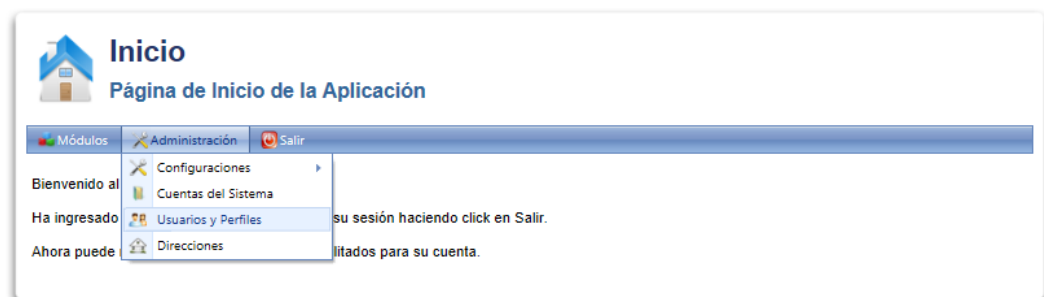 Inicio
Página de Inicio de la Aplicación
Módulos Administración Salir
Configuraciones
Bienvenido al
Cuentas del Sistema
Ha ingresado Usuarios y Perfiles su sesión haciendo click en Salir.
Ahora puede Direcciones litados para su cuenta.